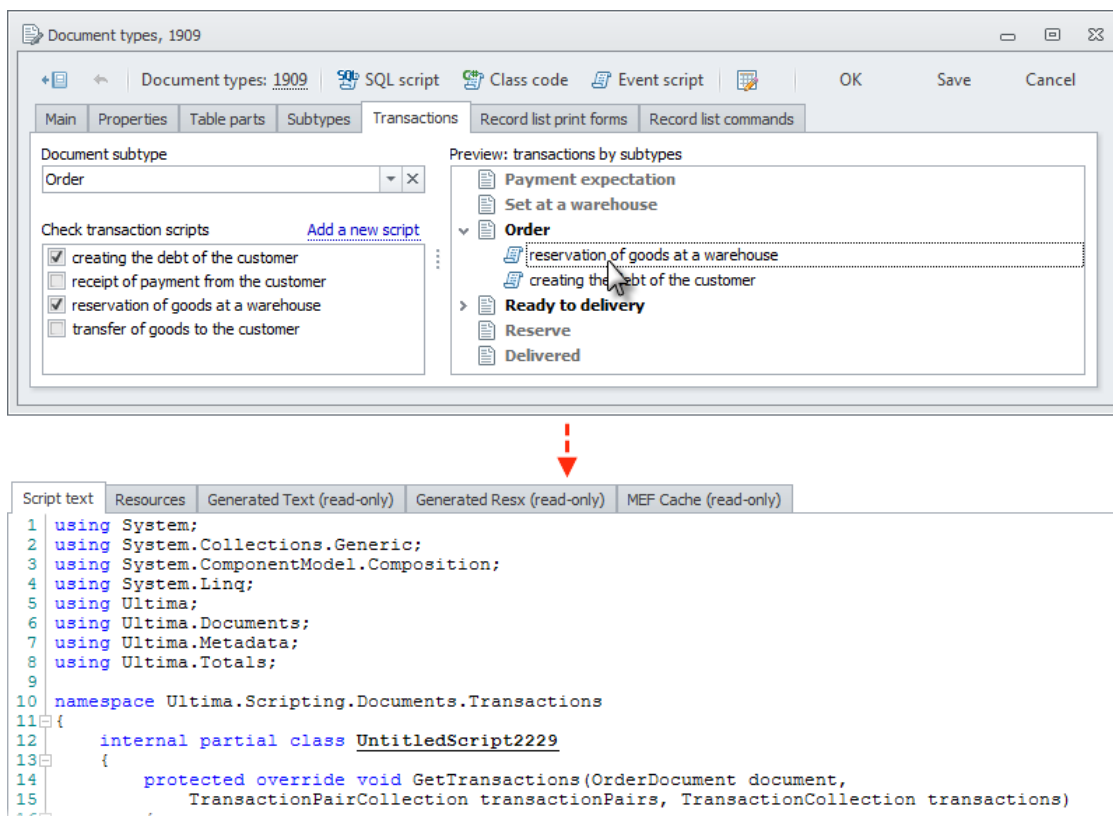 Document types, 1909
Document types: 1909 SQL script Class code Event script OK Save Cancel
Main Properties Table parts Subtypes Transactions Record list print forms Record list commands
Document subtype
Order
Check transaction scripts Add a new script
creating the debt of the customer
receipt of payment from the customer
reservation of goods at a warehouse
transfer of goods to the customer
Preview: transactions by subtypes
Payment expectation
Set at a warehouse
Order
reservation of goods at a warehouse
creating the debt of the customer
Ready to delivery
Reserve
Delivered
Script text Resources Generated Text (read-only) Generated Resx (read-only) MEF Cache (read-only)
1 using System;
2 using System.Collections.Generic;
3 using System.ComponentModel.Composition;
4 using System.Linq;
5 using Ultima;
6 using Ultima.Documents;
7 using Ultima.Metadata;
8 using Ultima.Totals;
9
10 namespace Ultima.Scripting.Documents.Transactions
11 {
12 internal partial class UntitledScript2229
13 {
14 protected override void GetTransactions(OrderDocument document,
15 TransactionPairCollection transactionPairs, TransactionCollection transactions)